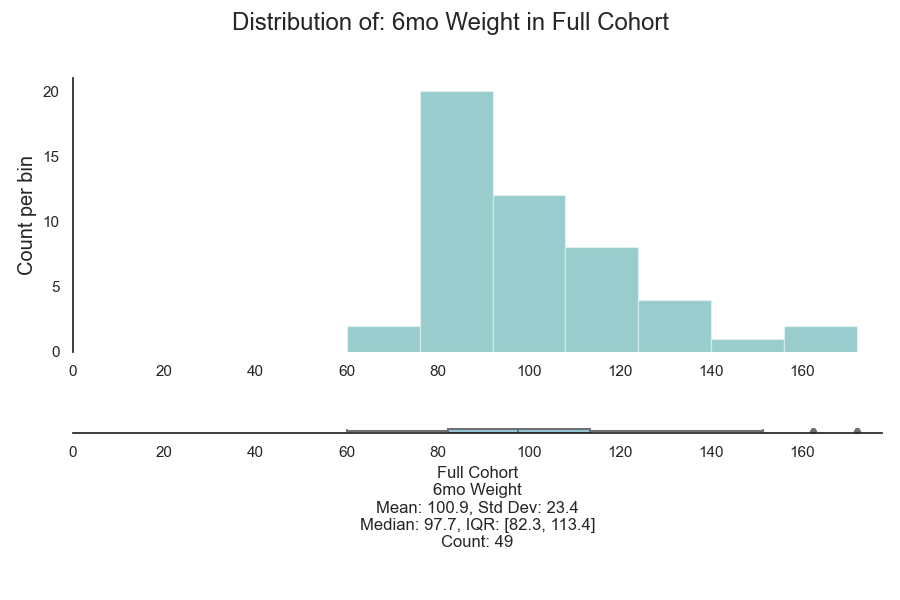 Distribution of: 6mo Weight in Full Cohort
Count per bin
20
15
10
5
0
0 20 40 60 80 100 120 140 160
0 20 40 60 80 100 120 140 160
Full Cohort
6mo Weight
Mean: 100.9, Std Dev: 23.4
Median: 97.7, IQR: [82.3, 113.4]
Count: 49